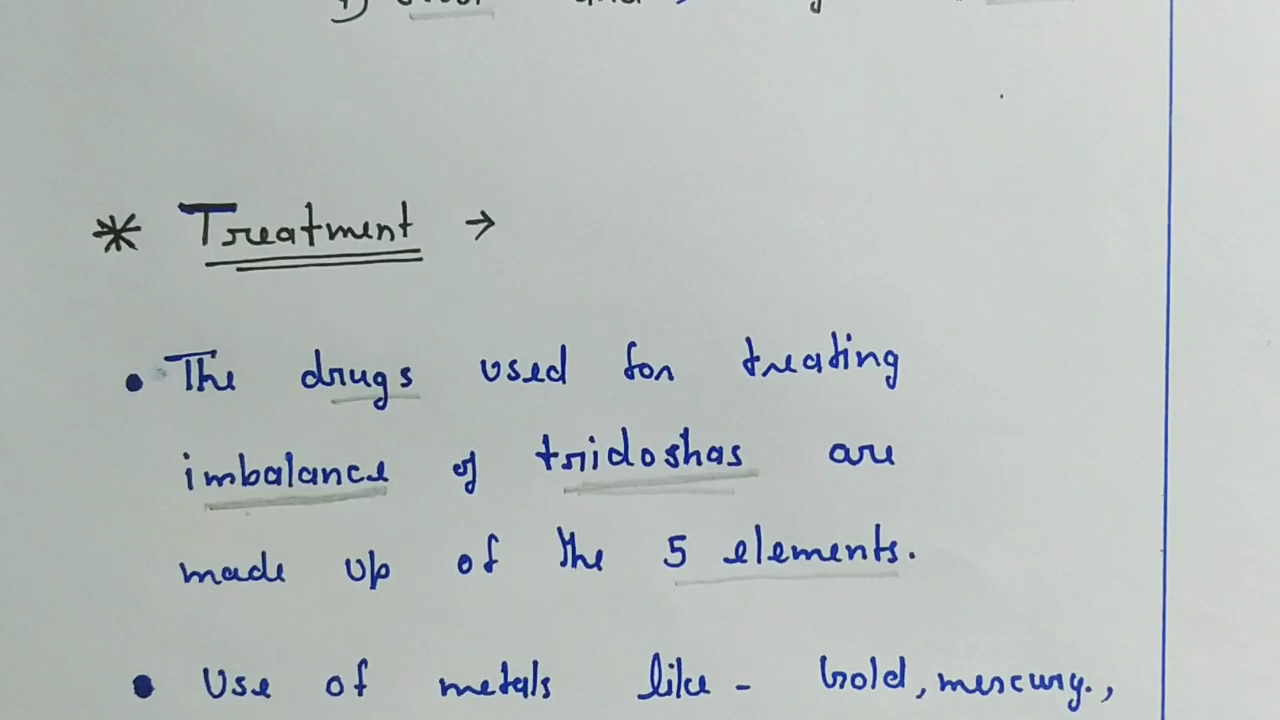 * Treatment →
• The drugs used for treating
imbalance of tridoshas are
made up of the 5 elements.
• Use of metals like - Gold, mercury.,